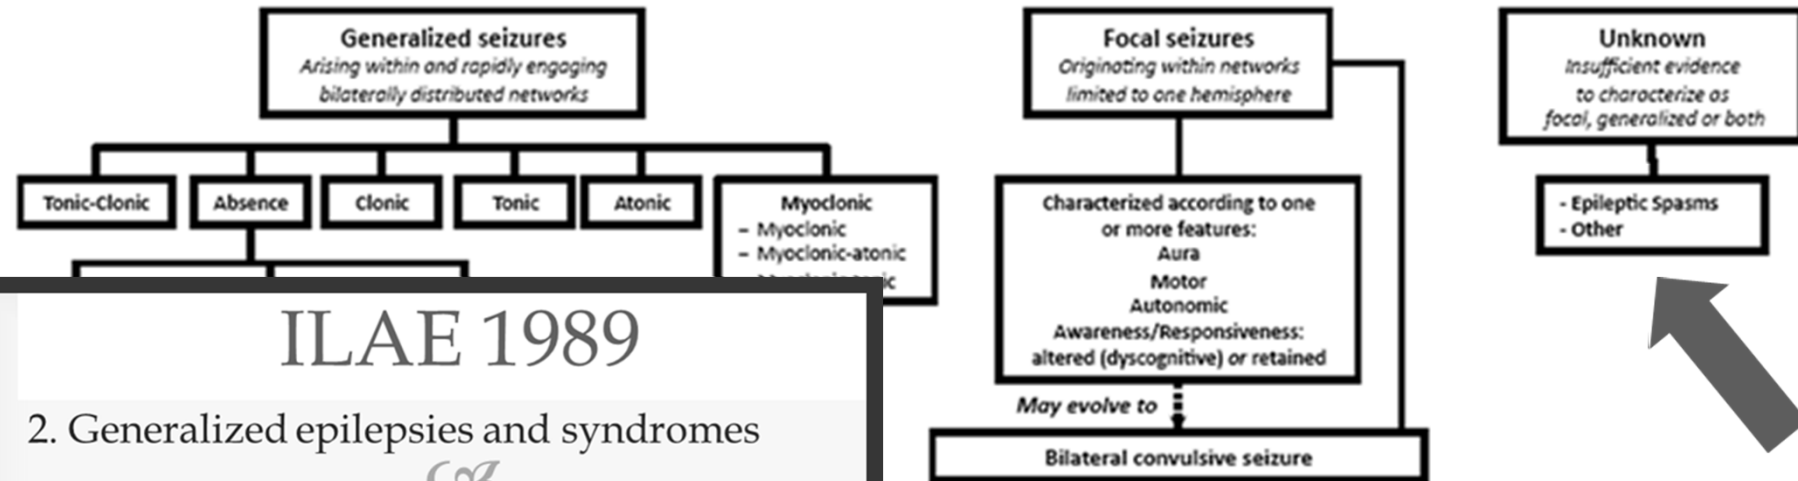 Generalized seizures
Arising within and rapidly engaging
bilaterally distributed networks
Tonic-Clonic
Absence
Clonic
Tonic
Atonic
Myoclonic
– Myoclonic
– Myoclonic-atonic
Focal seizures
Originating within networks
limited to one hemisphere
Characterized according to one
or more features:
Aura
Motor
Autonomic
Awareness/Responsiveness:
altered (dyscognitive) or retained
May evolve to
Bilateral convulsive seizure
Unknown
Insufficient evidence
to characterize as
focal, generalized or both
- Epileptic Spasms
- Other
ILAE 1989
2. Generalized epilepsies and syndromes